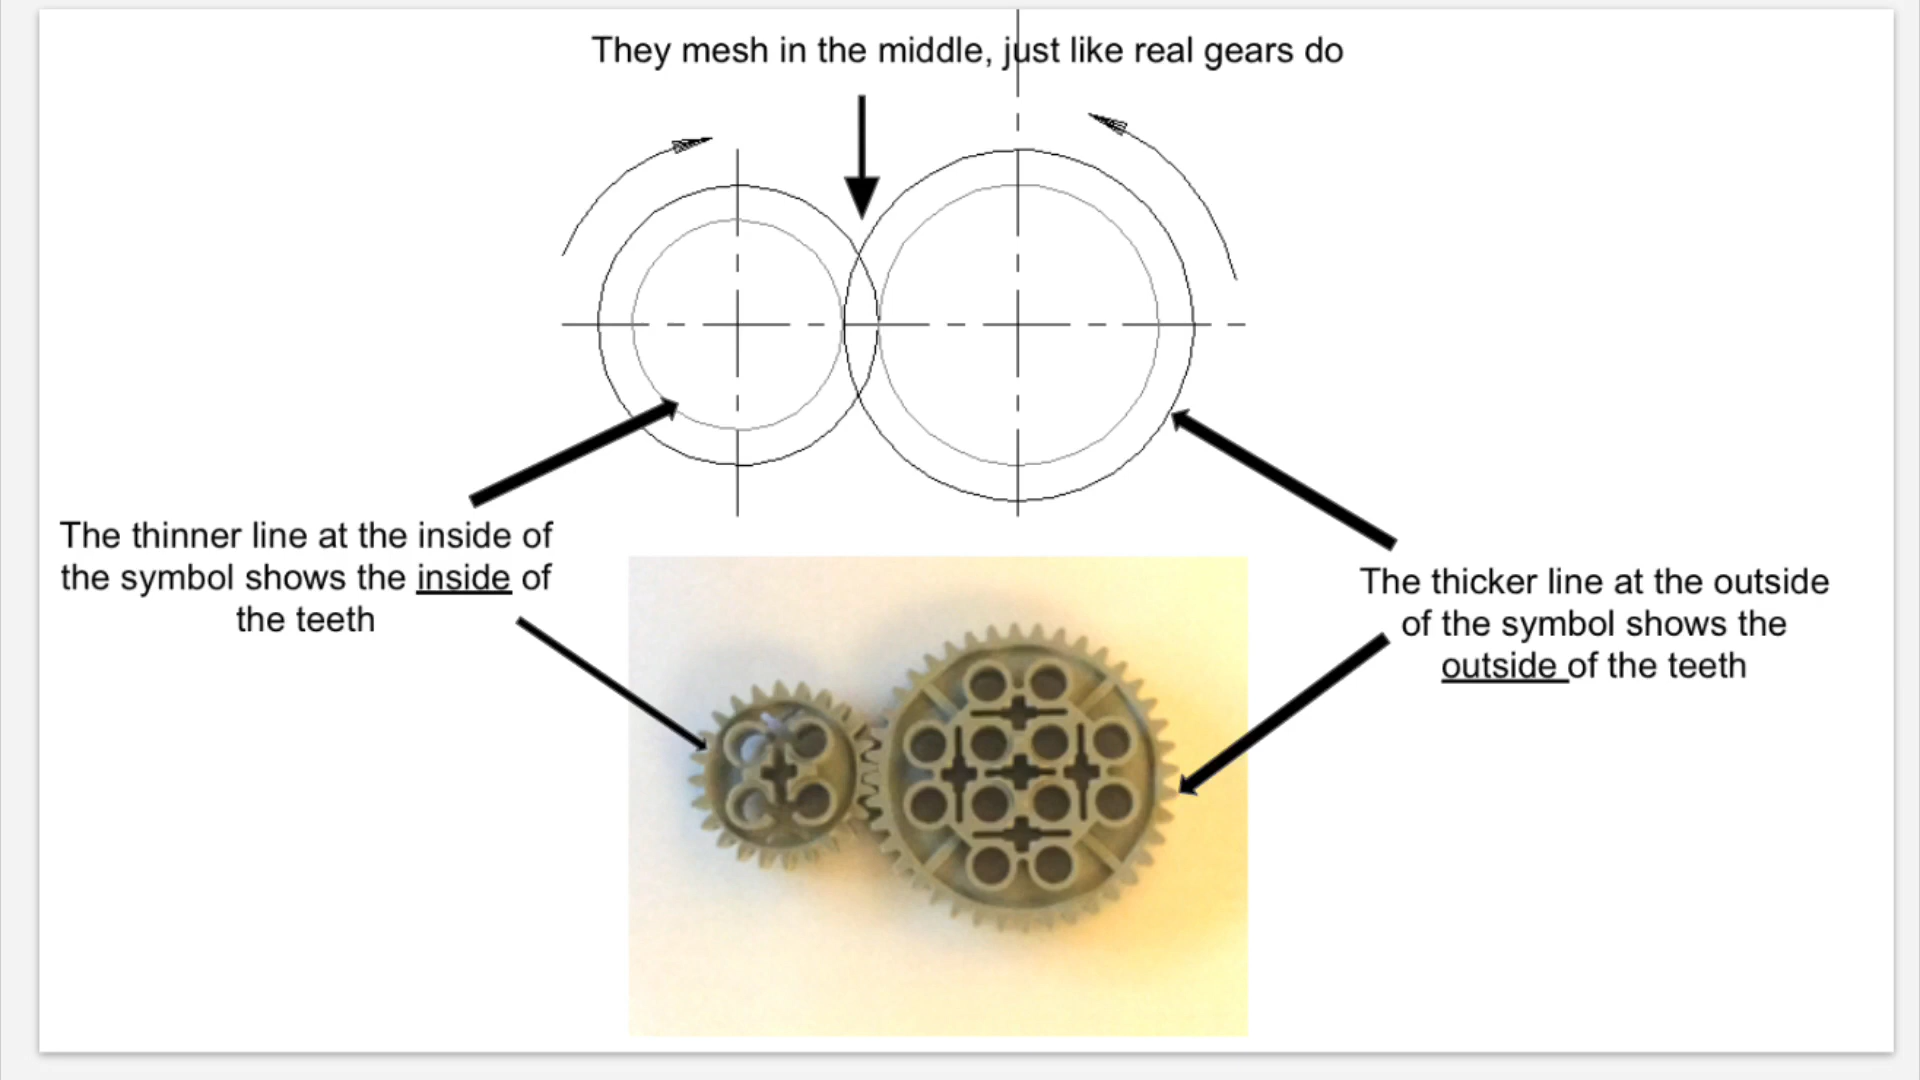 They mesh in the middle, just like real gears do
The thinner line at the inside of
the symbol shows the inside of
the teeth
The thicker line at the outside
of the symbol shows the
outside of the teeth